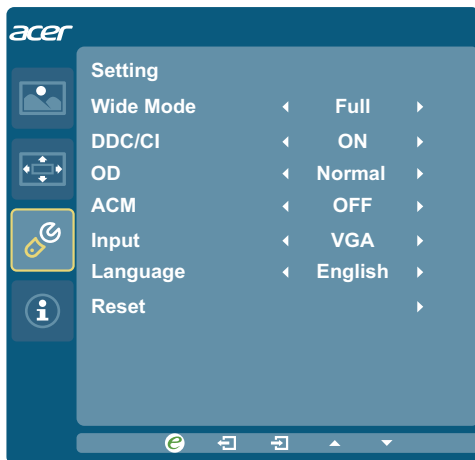 acer
Setting
Wide Mode Full
DDC/CI ON
OD Normal
ACM OFF
Input VGA
Language English
Reset
e